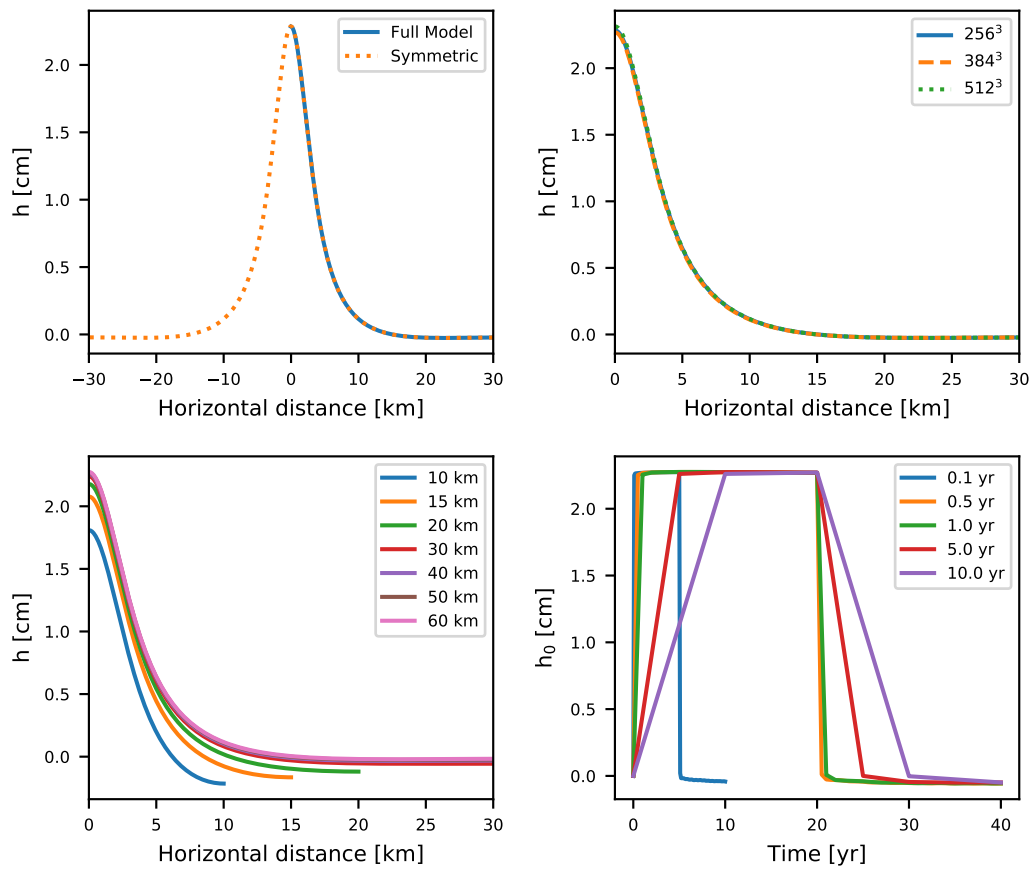 Full Model
Symmetric
2.0
1.5
1.0
0.5
0.0
h [cm]
−30 −20 −10 0 10 20 30
Horizontal distance [km]
256³
384³
512³
2.0
1.5
1.0
0.5
0.0
h [cm]
0 5 10 15 20 25 30
Horizontal distance [km]
10 km
15 km
20 km
30 km
40 km
50 km
60 km
2.0
1.5
1.0
0.5
0.0
h [cm]
0 5 10 15 20 25 30
Horizontal distance [km]
0.1 yr
0.5 yr
1.0 yr
5.0 yr
10.0 yr
2.0
1.5
1.0
0.5
0.0
h₀ [cm]
0 10 20 30 40
Time [yr]